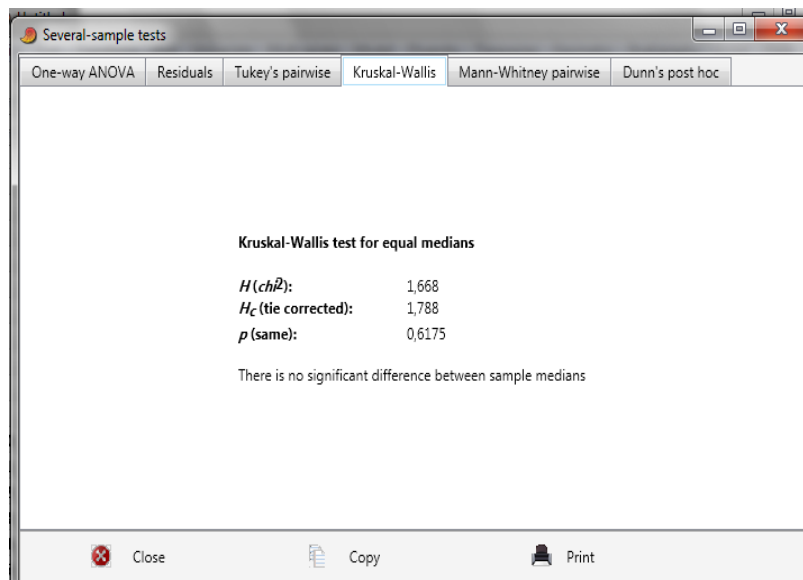 Several-sample tests
One-way ANOVA Residuals Tukey's pairwise Kruskal-Wallis Mann-Whitney pairwise Dunn's post hoc
Kruskal-Wallis test for equal medians
H (chi2): 1,668
Hc (tie corrected): 1,788
p (same): 0,6175
There is no significant difference between sample medians
Close Copy Print